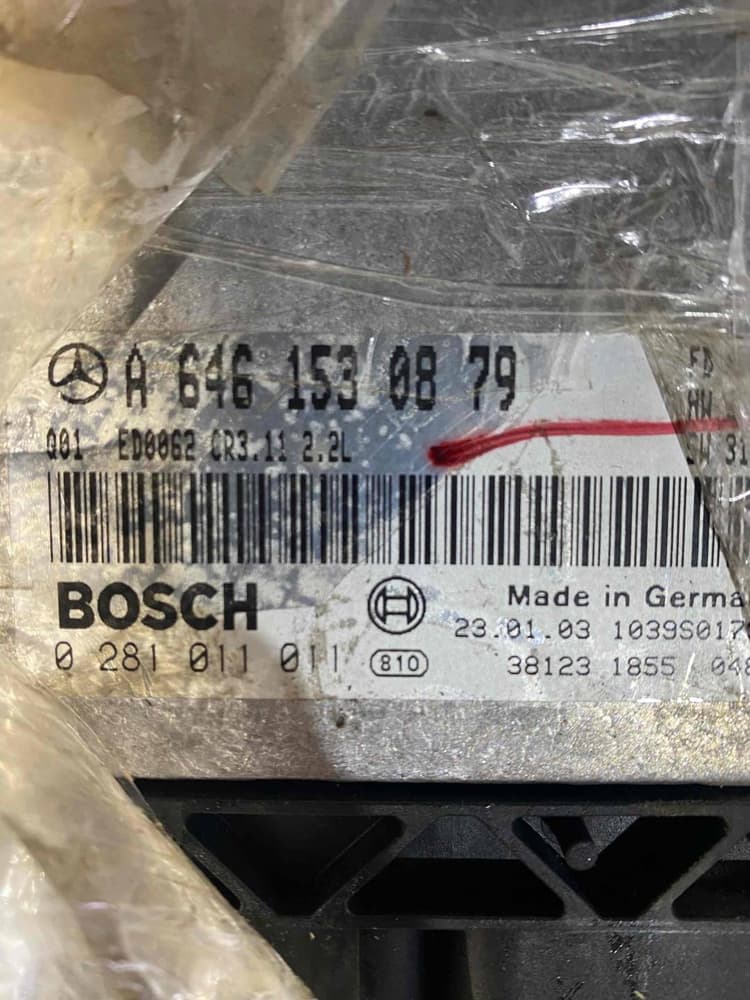 A 646 153 08 79
Q01 ED0062 CR3.11 2.2L
BOSCH
0 281 011 011
810
Made in Germa
23.01.03 1039S017
38123 1855 04